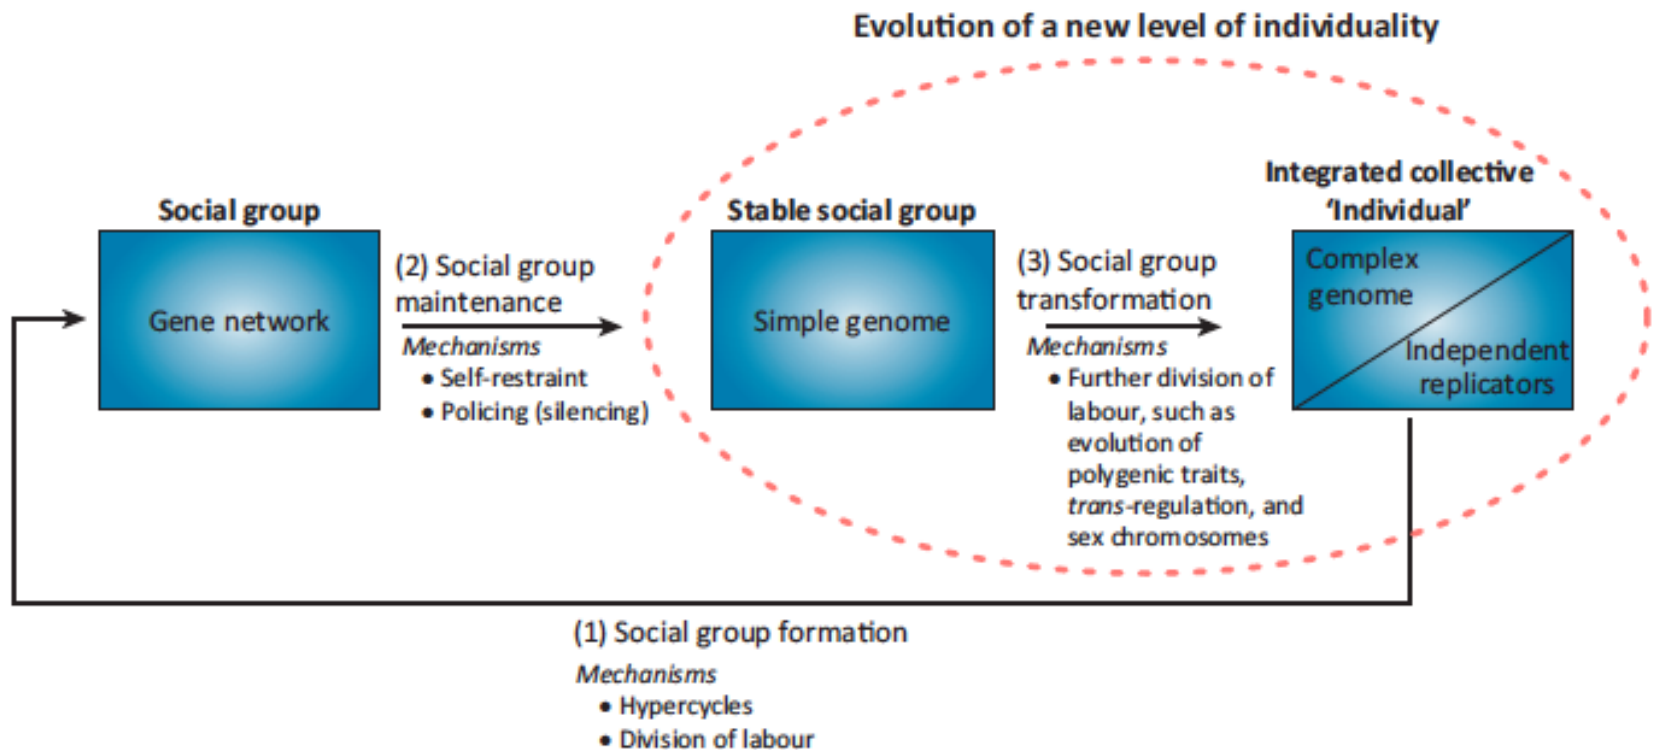 Evolution of a new level of individuality
Social group
Gene network
(2) Social group
maintenance
Mechanisms
• Self-restraint
• Policing (silencing)
Stable social group
Simple genome
(3) Social group
transformation
Mechanisms
• Further division of
labour, such as
evolution of
polygenic traits,
trans-regulation, and
sex chromosomes
Integrated collective
‘Individual’
Complex
genome
Independent
replicators
(1) Social group formation
Mechanisms
• Hypercycles
• Division of labour